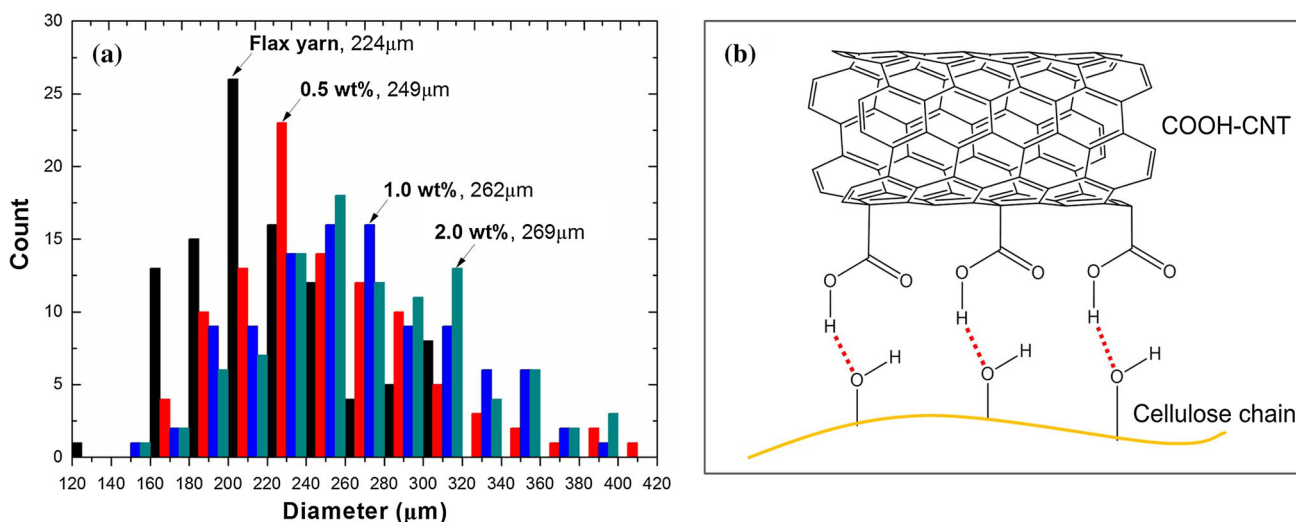 (a)
Flax yarn, 224μm
0.5 wt%, 249μm
1.0 wt%, 262μm
2.0 wt%, 269μm
Count
30
25
20
15
10
5
0
120 140 160 180 200 220 240 260 280 300 320 340 360 380 400 420
Diameter (μm)
(b)
COOH-CNT
O O O O O O
H H H
H H H
O O O
Cellulose chain